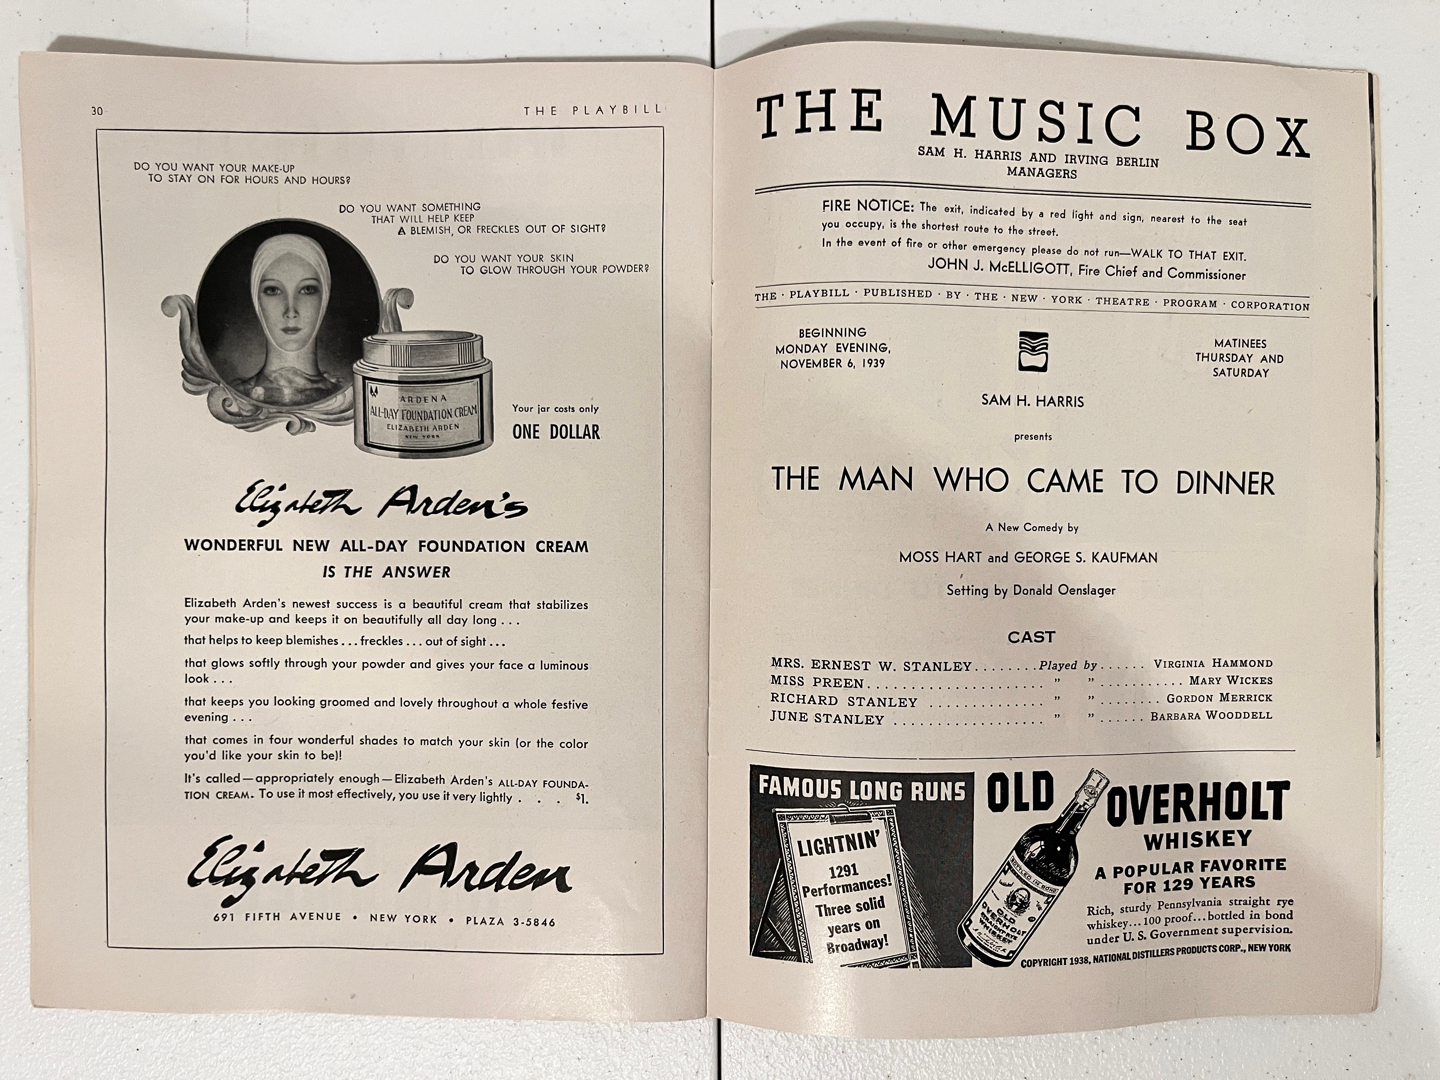 30
THE PLAYBILL
DO YOU WANT YOUR MAKE-UP
TO STAY ON FOR HOURS AND HOURS?
DO YOU WANT SOMETHING
THAT WILL HELP KEEP
A BLEMISH, OR FRECKLES OUT OF SIGHT?
DO YOU WANT YOUR SKIN
TO GLOW THROUGH YOUR POWDER?
ARDENA
ALL-DAY FOUNDATION CREAM
ELIZABETH ARDEN
NEW YORK
Your jar costs only
ONE DOLLAR
Elizabeth Arden's
WONDERFUL NEW ALL-DAY FOUNDATION CREAM
IS THE ANSWER
Elizabeth Arden's newest success is a beautiful cream that stabilizes
your make-up and keeps it on beautifully all day long . . .
that helps to keep blemishes . . . freckles . . . out of sight . . .
that glows softly through your powder and gives your face a luminous
look . . .
that keeps you looking groomed and lovely throughout a whole festive
evening . . .
that comes in four wonderful shades to match your skin (or the color
you'd like your skin to be)!
It's called—appropriately enough—Elizabeth Arden's ALL-DAY FOUNDA-
TION CREAM. To use it most effectively, you use it very lightly . . . $1.
Elizabeth Arden
691 FIFTH AVENUE • NEW YORK • PLAZA 3-5846
THE MUSIC BOX
SAM H. HARRIS AND IRVING BERLIN
MANAGERS
FIRE NOTICE: The exit, indicated by a red light and sign, nearest to the seat
you occupy, is the shortest route to the street.
In the event of fire or other emergency please do not run—WALK TO THAT EXIT.
JOHN J. McELLIGOTT, Fire Chief and Commissioner
THE · PLAYBILL · PUBLISHED · BY · THE · NEW · YORK · THEATRE · PROGRAM · CORPORATION
BEGINNING
MONDAY EVENING,
NOVEMBER 6, 1939
MATINEES
THURSDAY AND
SATURDAY
SAM H. HARRIS
presents
THE MAN WHO CAME TO DINNER
A New Comedy by
MOSS HART and GEORGE S. KAUFMAN
Setting by Donald Oenslager
CAST
MRS. ERNEST W. STANLEY........Played by...... VIRGINIA HAMMOND
MISS PREEN........................ " " ........... MARY WICKES
RICHARD STANLEY ................ " " ........ GORDON MERRICK
JUNE STANLEY ..................... " " ...... BARBARA WOODDELL
FAMOUS LONG RUNS
LIGHTNIN'
1291
Performances!
Three solid
years on
Broadway!
BOTTLED IN BOND
OLD
OVERHOLT
STRAIGHT RYE
WHISKEY
OLD OVERHOLT
WHISKEY
A POPULAR FAVORITE
FOR 129 YEARS
Rich, sturdy Pennsylvania straight rye
whiskey...100 proof...bottled in bond
under U. S. Government supervision.
COPYRIGHT 1938, NATIONAL DISTILLERS PRODUCTS CORP., NEW YORK